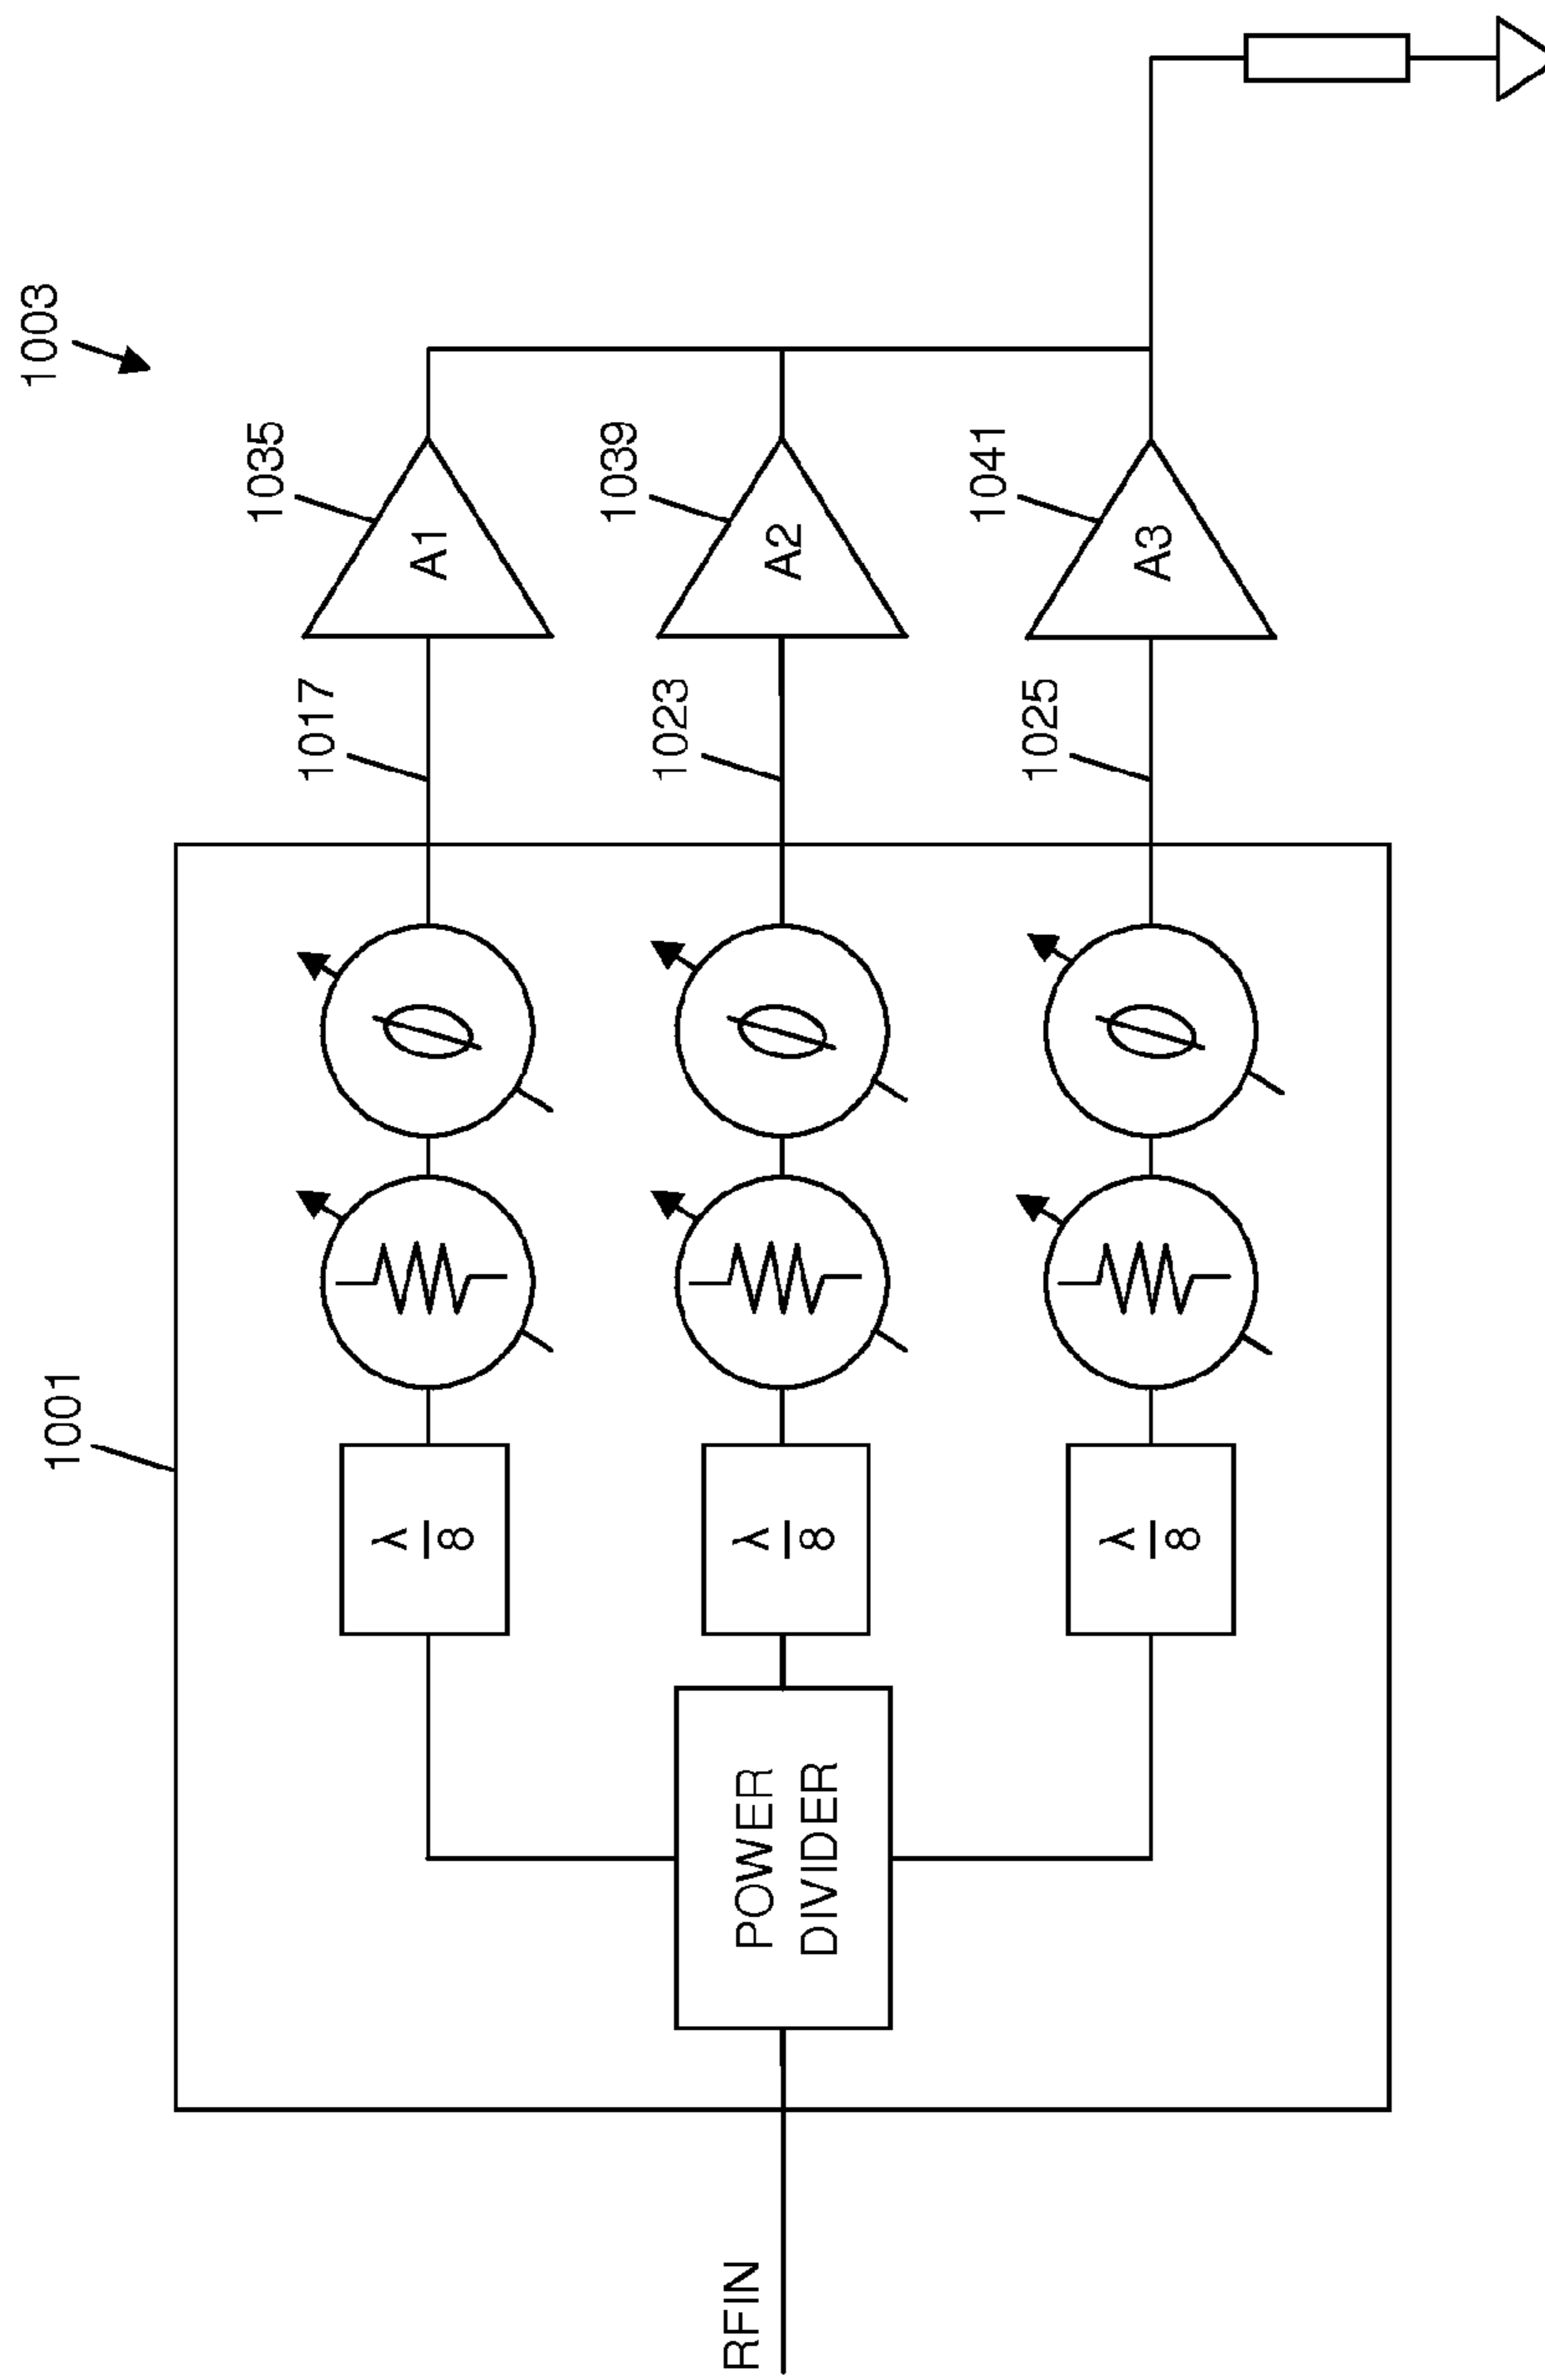 1003
1001
1035
1017
λ
8
A1
1039
1023
RFIN
POWER
DIVIDER
λ
8
A2
1041
1025
λ
8
A3